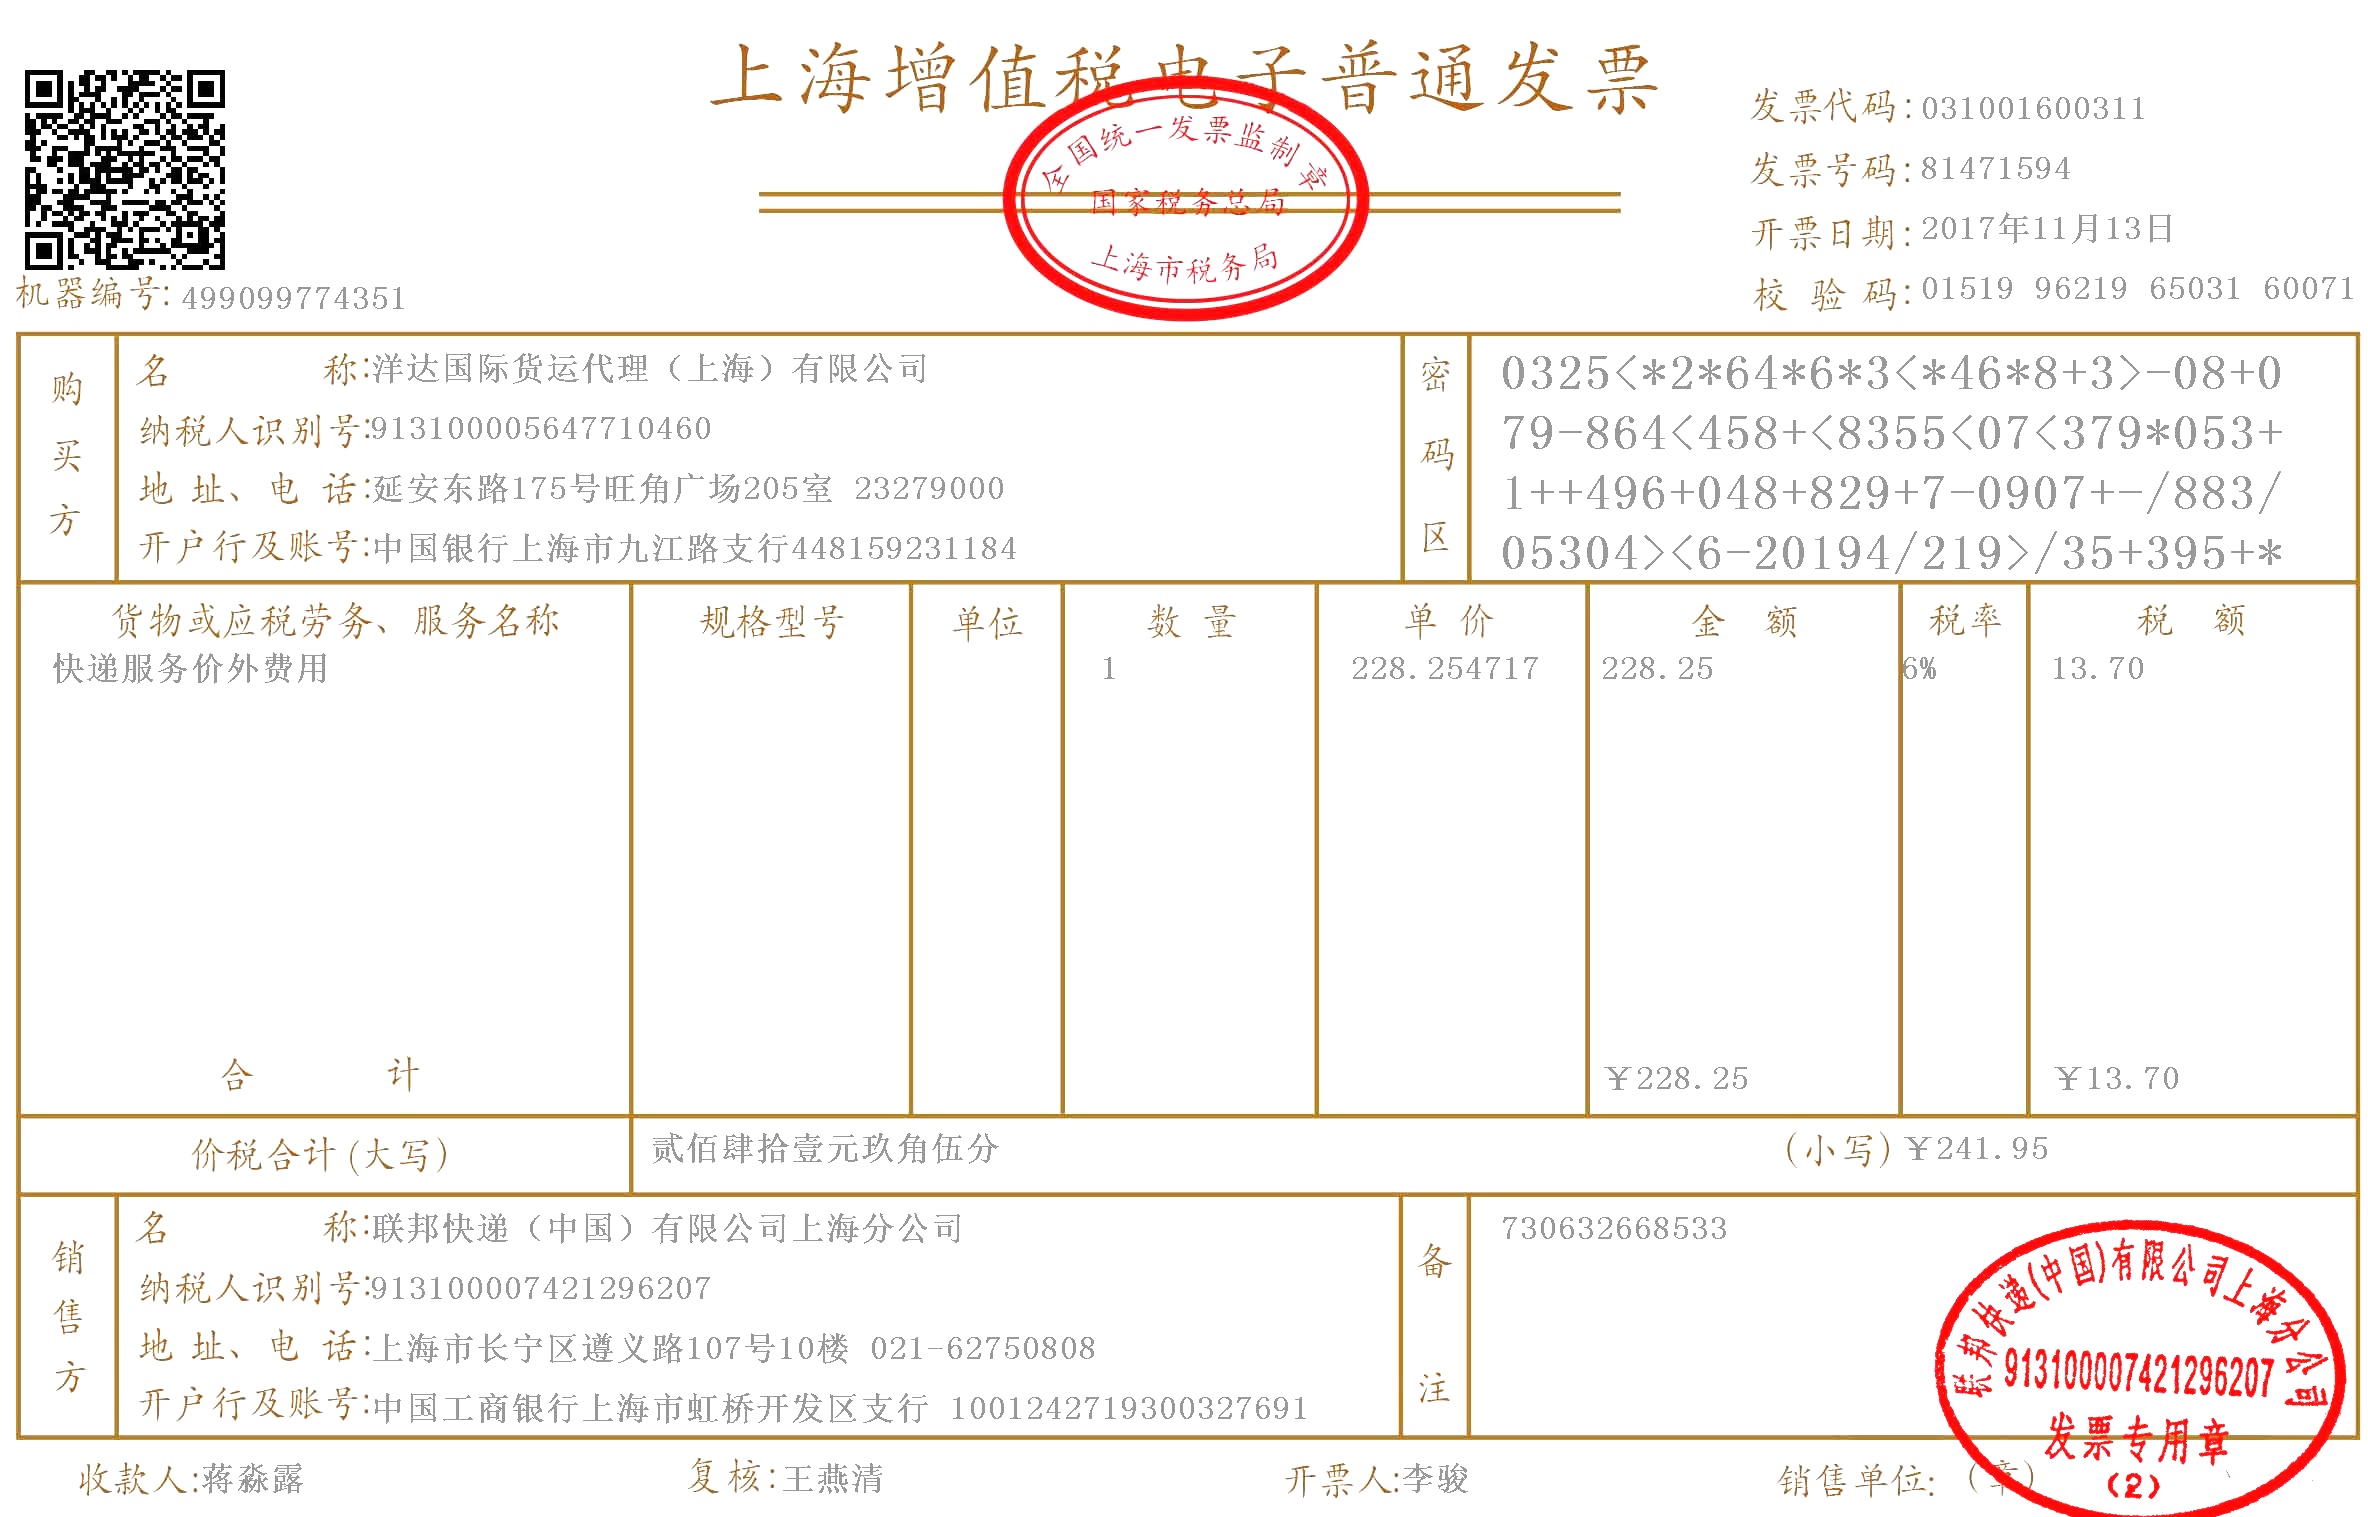 上海增值税电子普通发票
全国统一发票监制章
国家税务总局
上海市税务局
发票代码:031001600311
发票号码:81471594
开票日期:2017年11月13日
校验码:01519 96219 65031 60071
机器编号:499099774351
购买方
名称:洋达国际货运代理（上海）有限公司
纳税人识别号:913100005647710460
地址、电话:延安东路175号旺角广场205室 23279000
开户行及账号:中国银行上海市九江路支行448159231184
密码区
0325<*2*64*6*3<*46*8+3>-08+0
79-864<458+<8355<07<379*053+
1++496+048+829+7-0907+-/883/
05304><6-20194/219>/35+395+*
货物或应税劳务、服务名称 规格型号 单位 数量 单价 金额 税率 税额
快递服务价外费用 1 228.254717 228.25 6% 13.70
合计 ¥228.25 ¥13.70
价税合计(大写) 贰佰肆拾壹元玖角伍分 (小写)¥241.95
销售方
名称:联邦快递（中国）有限公司上海分公司
纳税人识别号:913100007421296207
地址、电话:上海市长宁区遵义路107号10楼 021-62750808
开户行及账号:中国工商银行上海市虹桥开发区支行 1001242719300327691
备注
730632668533
联邦快递(中国)有限公司上海分公司
913100007421296207
发票专用章
(2)
收款人:蒋淼露 复核:王燕清 开票人:李骏 销售单位:(章)